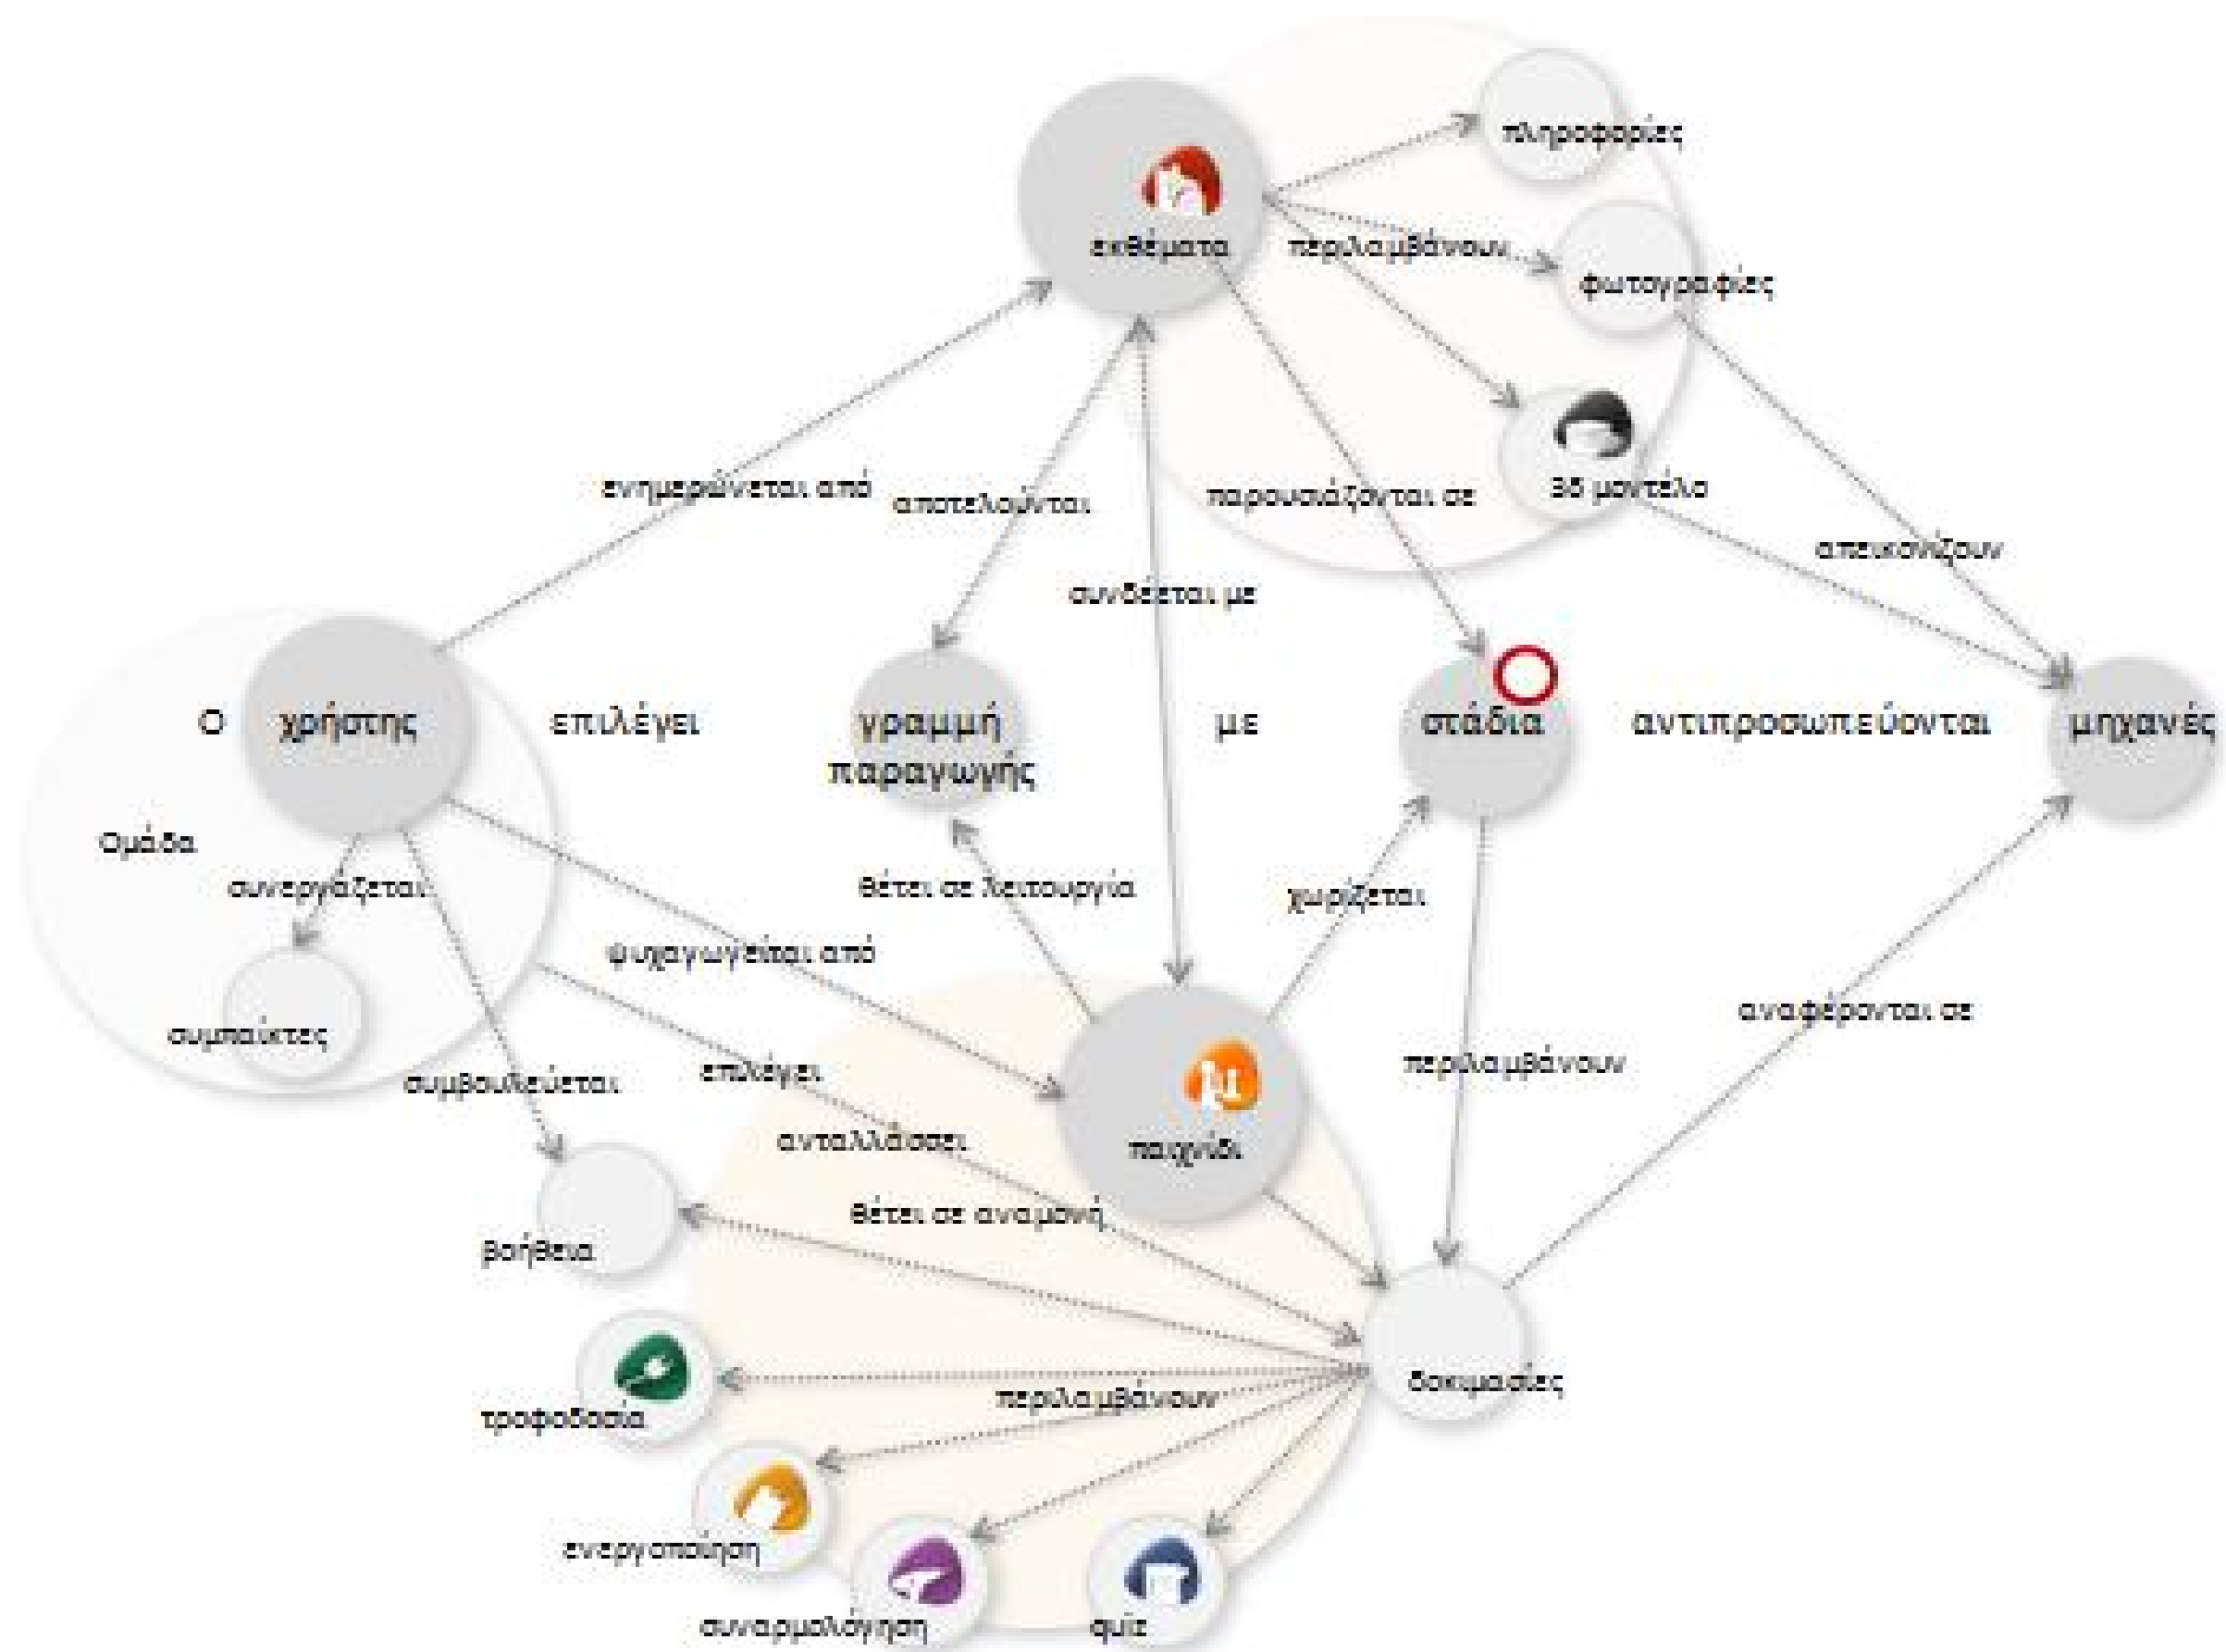 πληροφορίες
εκθέματα
περιλαμβάνουν
φωτογραφίες
ενημερώνεται από
αποτελούνται
παρουσιάζονται σε
3δ μοντέλο
απεικονίζουν
συνδέεται με
Ο χρήστης επιλέγει γραμμή παραγωγής με στάδια αντιπροσωπεύονται μηχανές
Ομάδα
συνεργάζεται
θέτει σε λειτουργία
χωρίζεται
ψυχαγωγείται από
συμπαίκτες
αναφέρονται σε
συμβουλεύεται
επιλέγει
περιλαμβάνουν
ανταλλάσσει
παιχνίδι
θέτει σε αναμονή
βοήθεια
δοκιμασίες
περιλαμβάνουν
τροφοδοσία
ενεργοποίηση
συναρμολόγηση
quiz